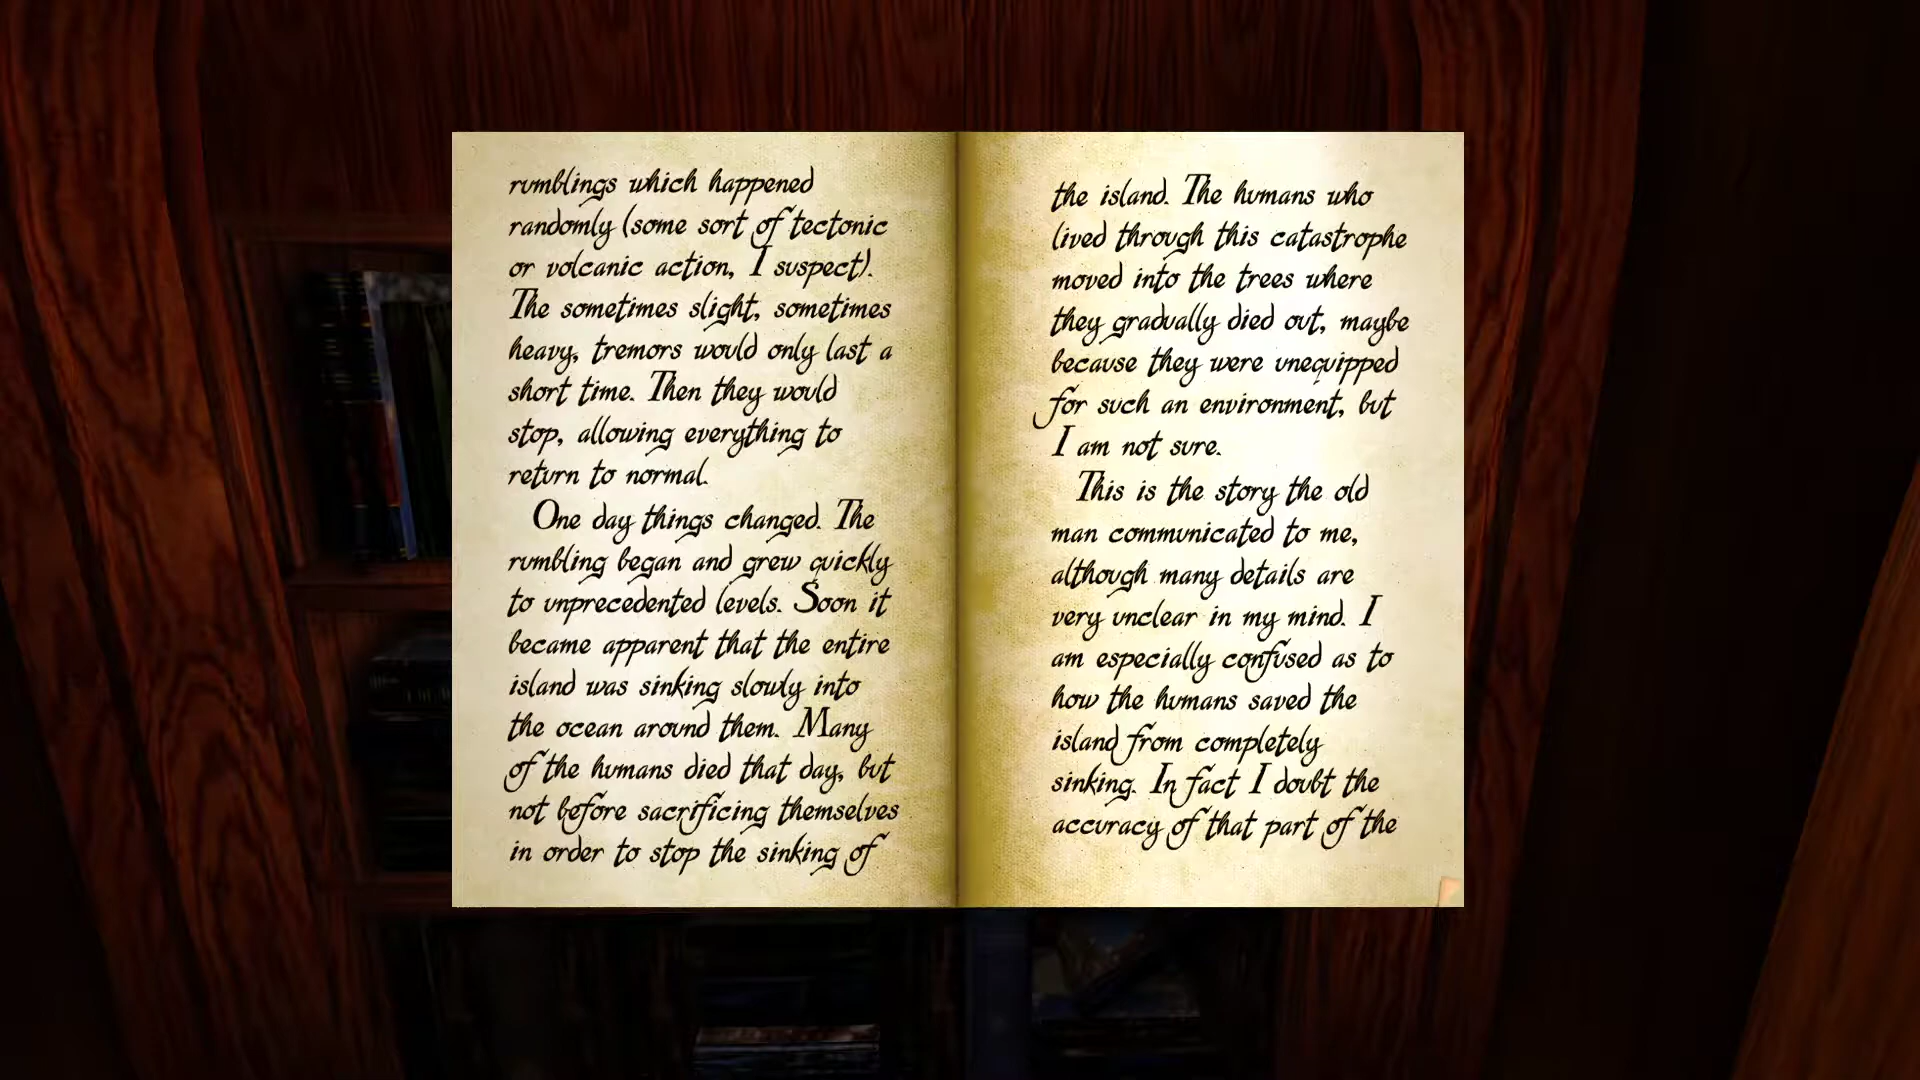 rumblings which happened
randomly (some sort of tectonic
or volcanic action, I suspect).
The sometimes slight, sometimes
heavy, tremors would only last a
short time. Then they would
stop, allowing everything to
return to normal.
One day things changed. The
rumbling began and grew quickly
to unprecedented levels. Soon it
became apparent that the entire
island was sinking slowly into
the ocean around them. Many
of the humans died that day, but
not before sacrificing themselves
in order to stop the sinking of
the island. The humans who
lived through this catastrophe
moved into the trees where
they gradually died out, maybe
because they were unequipped
for such an environment, but
I am not sure.
This is the story the old
man communicated to me,
although many details are
very unclear in my mind. I
am especially confused as to
how the humans saved the
island from completely
sinking. In fact I doubt the
accuracy of that part of the